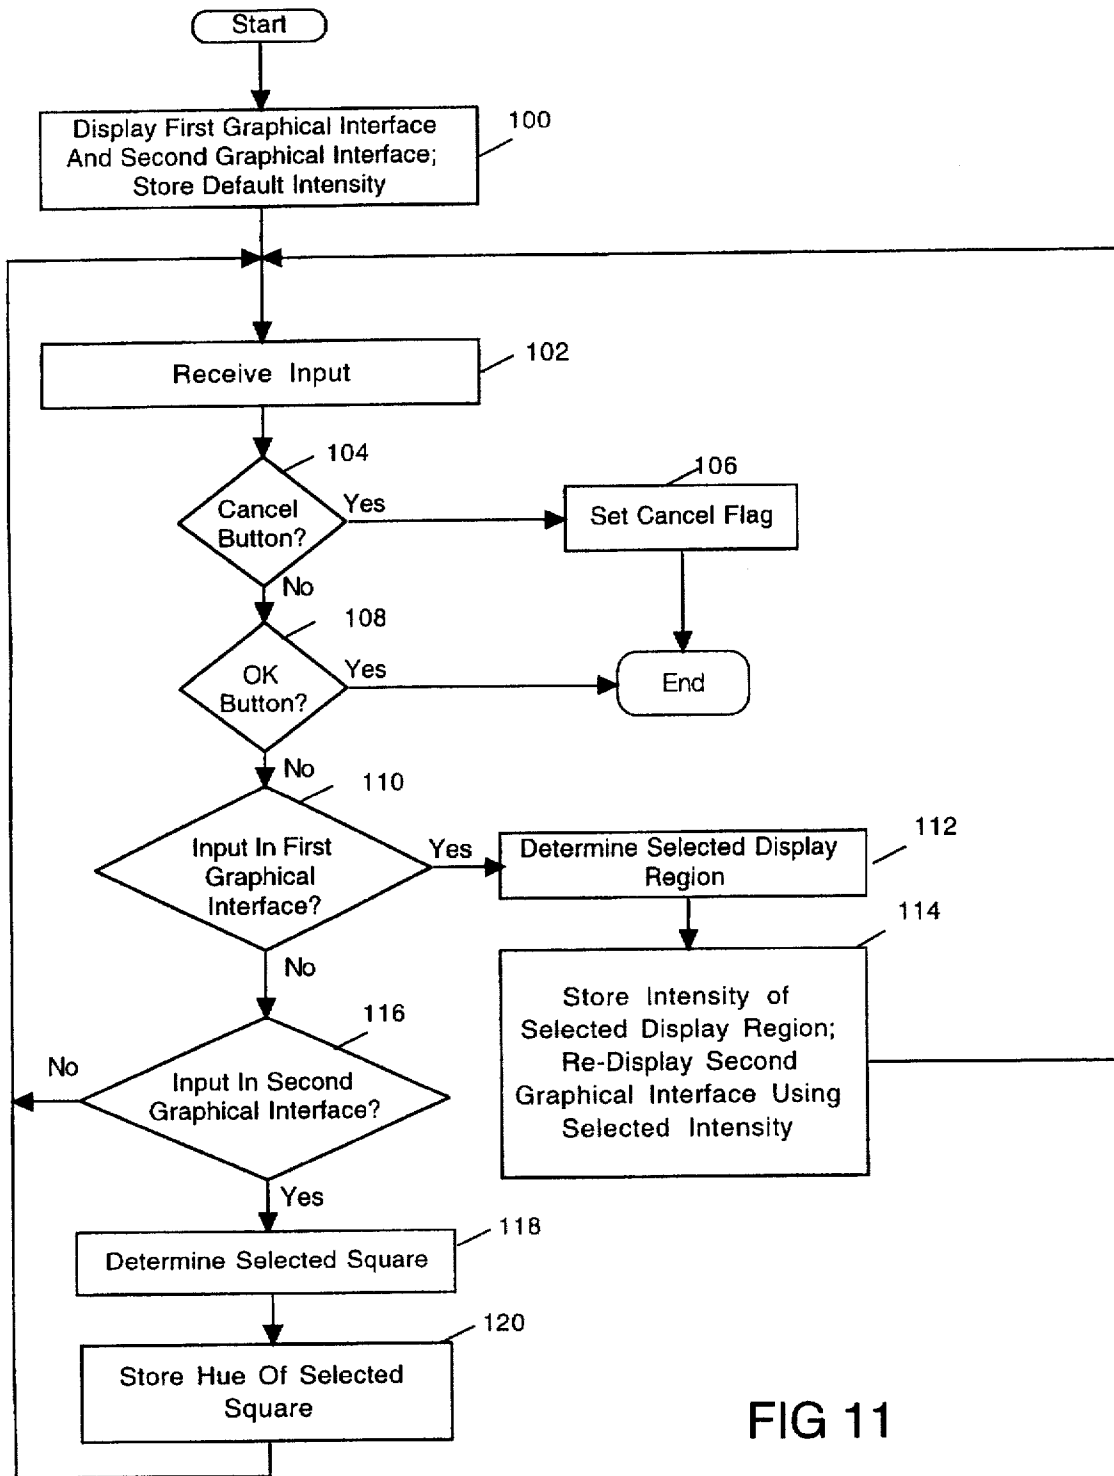 Start
Display First Graphical Interface
And Second Graphical Interface;
Store Default Intensity
100
Receive Input
102
104
Cancel
Button?
Yes
106
Set Cancel Flag
No
108
OK
Button?
Yes
End
No
110
Input In First
Graphical
Interface?
Yes
Determine Selected Display
Region
112
114
Store Intensity of
Selected Display Region;
Re-Display Second
Graphical Interface Using
Selected Intensity
No
116
No
Input In Second
Graphical Interface?
Yes
118
Determine Selected Square
120
Store Hue Of Selected
Square
FIG 11